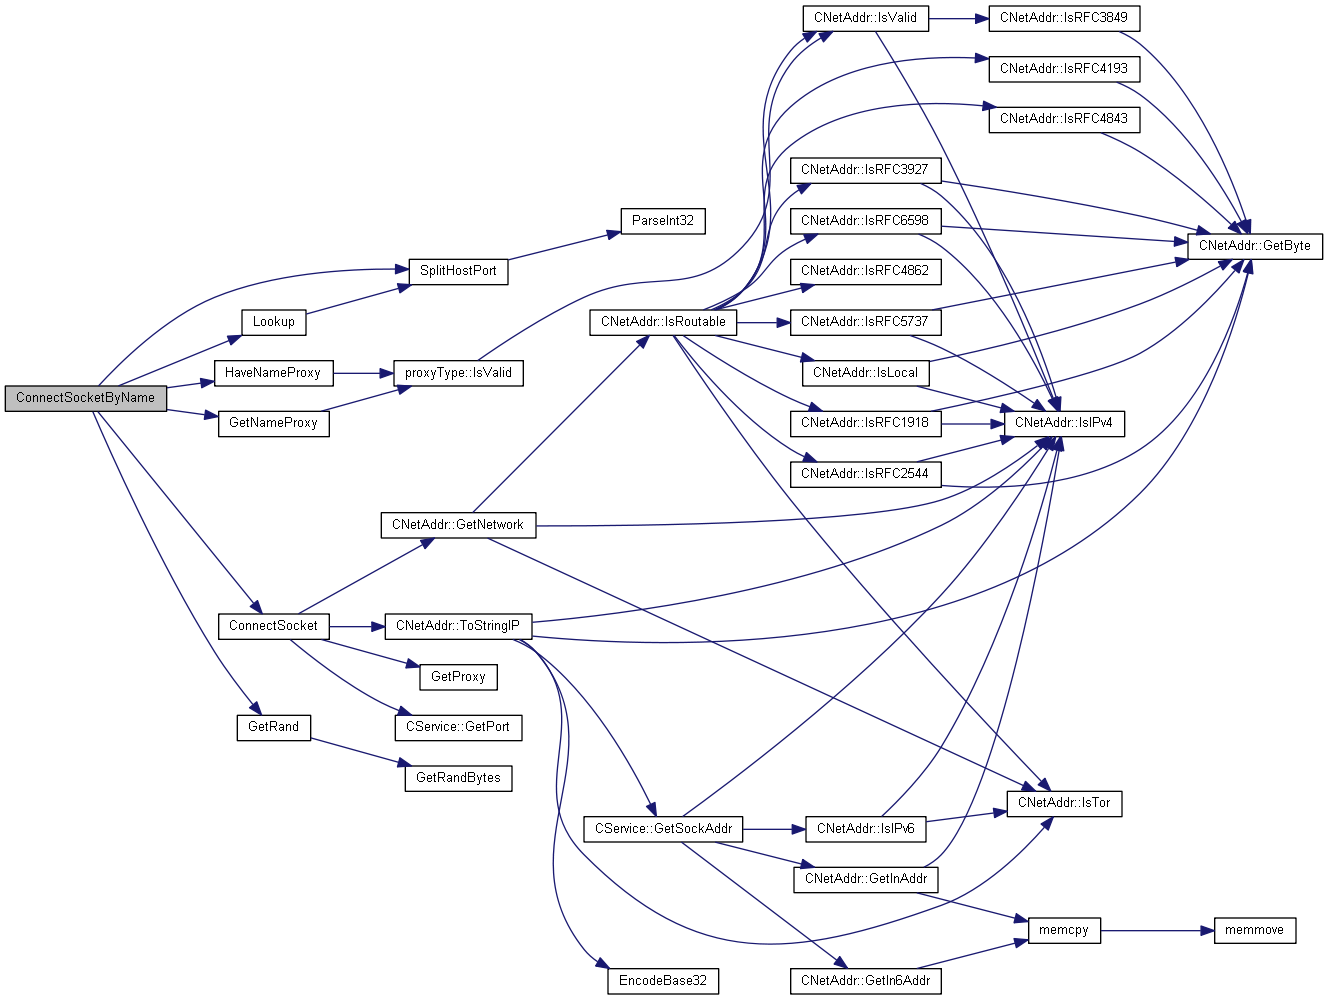 CNetAddr::IsValid
CNetAddr::IsRFC3849
CNetAddr::IsRFC4193
CNetAddr::IsRFC4843
CNetAddr::IsRFC3927
ParseInt32
CNetAddr::IsRFC6598
CNetAddr::GetByte
SplitHostPort
CNetAddr::IsRFC4862
Lookup
CNetAddr::IsRoutable
CNetAddr::IsRFC5737
HaveNameProxy
proxyType::IsValid
CNetAddr::IsLocal
ConnectSocketByName
GetNameProxy
CNetAddr::IsRFC1918
CNetAddr::IsIPv4
CNetAddr::IsRFC2544
CNetAddr::GetNetwork
ConnectSocket
CNetAddr::ToStringIP
GetProxy
GetRand
CService::GetPort
GetRandBytes
CNetAddr::IsTor
CService::GetSockAddr
CNetAddr::IsIPv6
CNetAddr::GetInAddr
memcpy
memmove
EncodeBase32
CNetAddr::GetIn6Addr